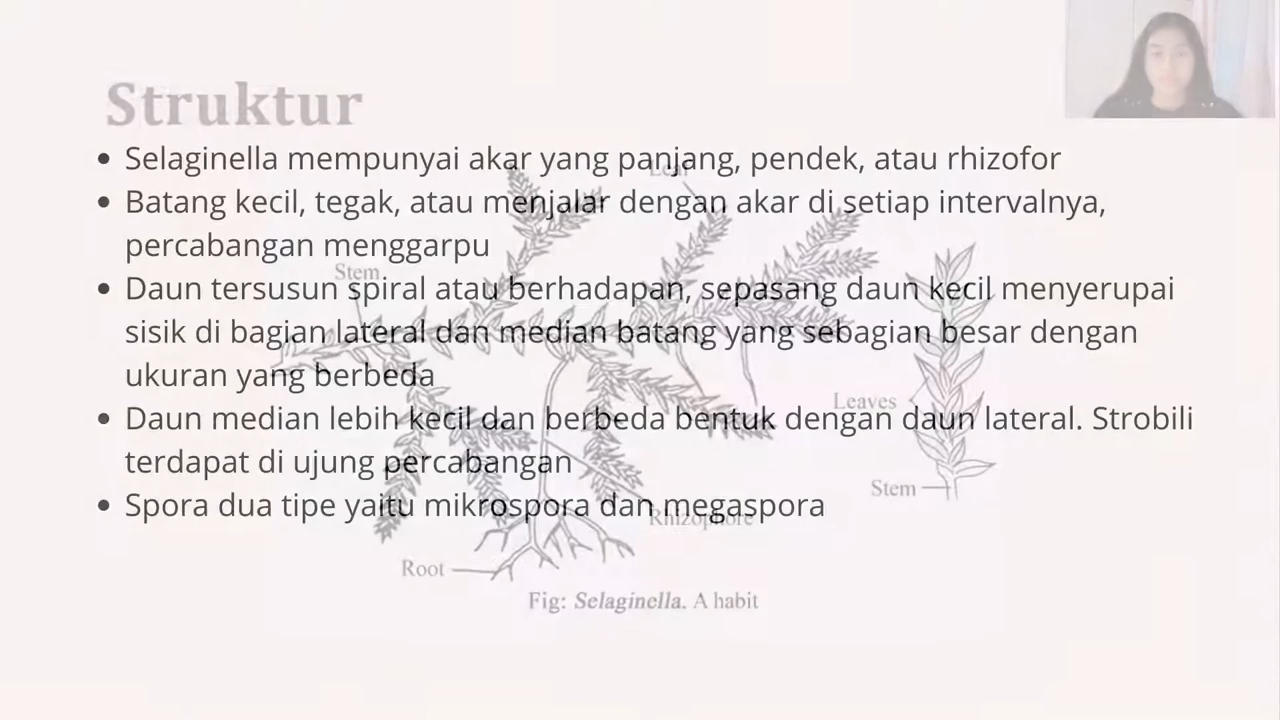 Struktur
• Selaginella mempunyai akar yang panjang, pendek, atau rhizofor
• Batang kecil, tegak, atau menjalar dengan akar di setiap intervalnya,
percabangan menggarpu
• Daun tersusun spiral atau berhadapan, sepasang daun kecil menyerupai
sisik di bagian lateral dan median batang yang sebagian besar dengan
ukuran yang berbeda
• Daun median lebih kecil dan berbeda bentuk dengan daun lateral. Strobili
terdapat di ujung percabangan
• Spora dua tipe yaitu mikrospora dan megaspora
Leaf
Stem
Leaves
Stem
Rhizophore
Root
Fig: Selaginella. A habit